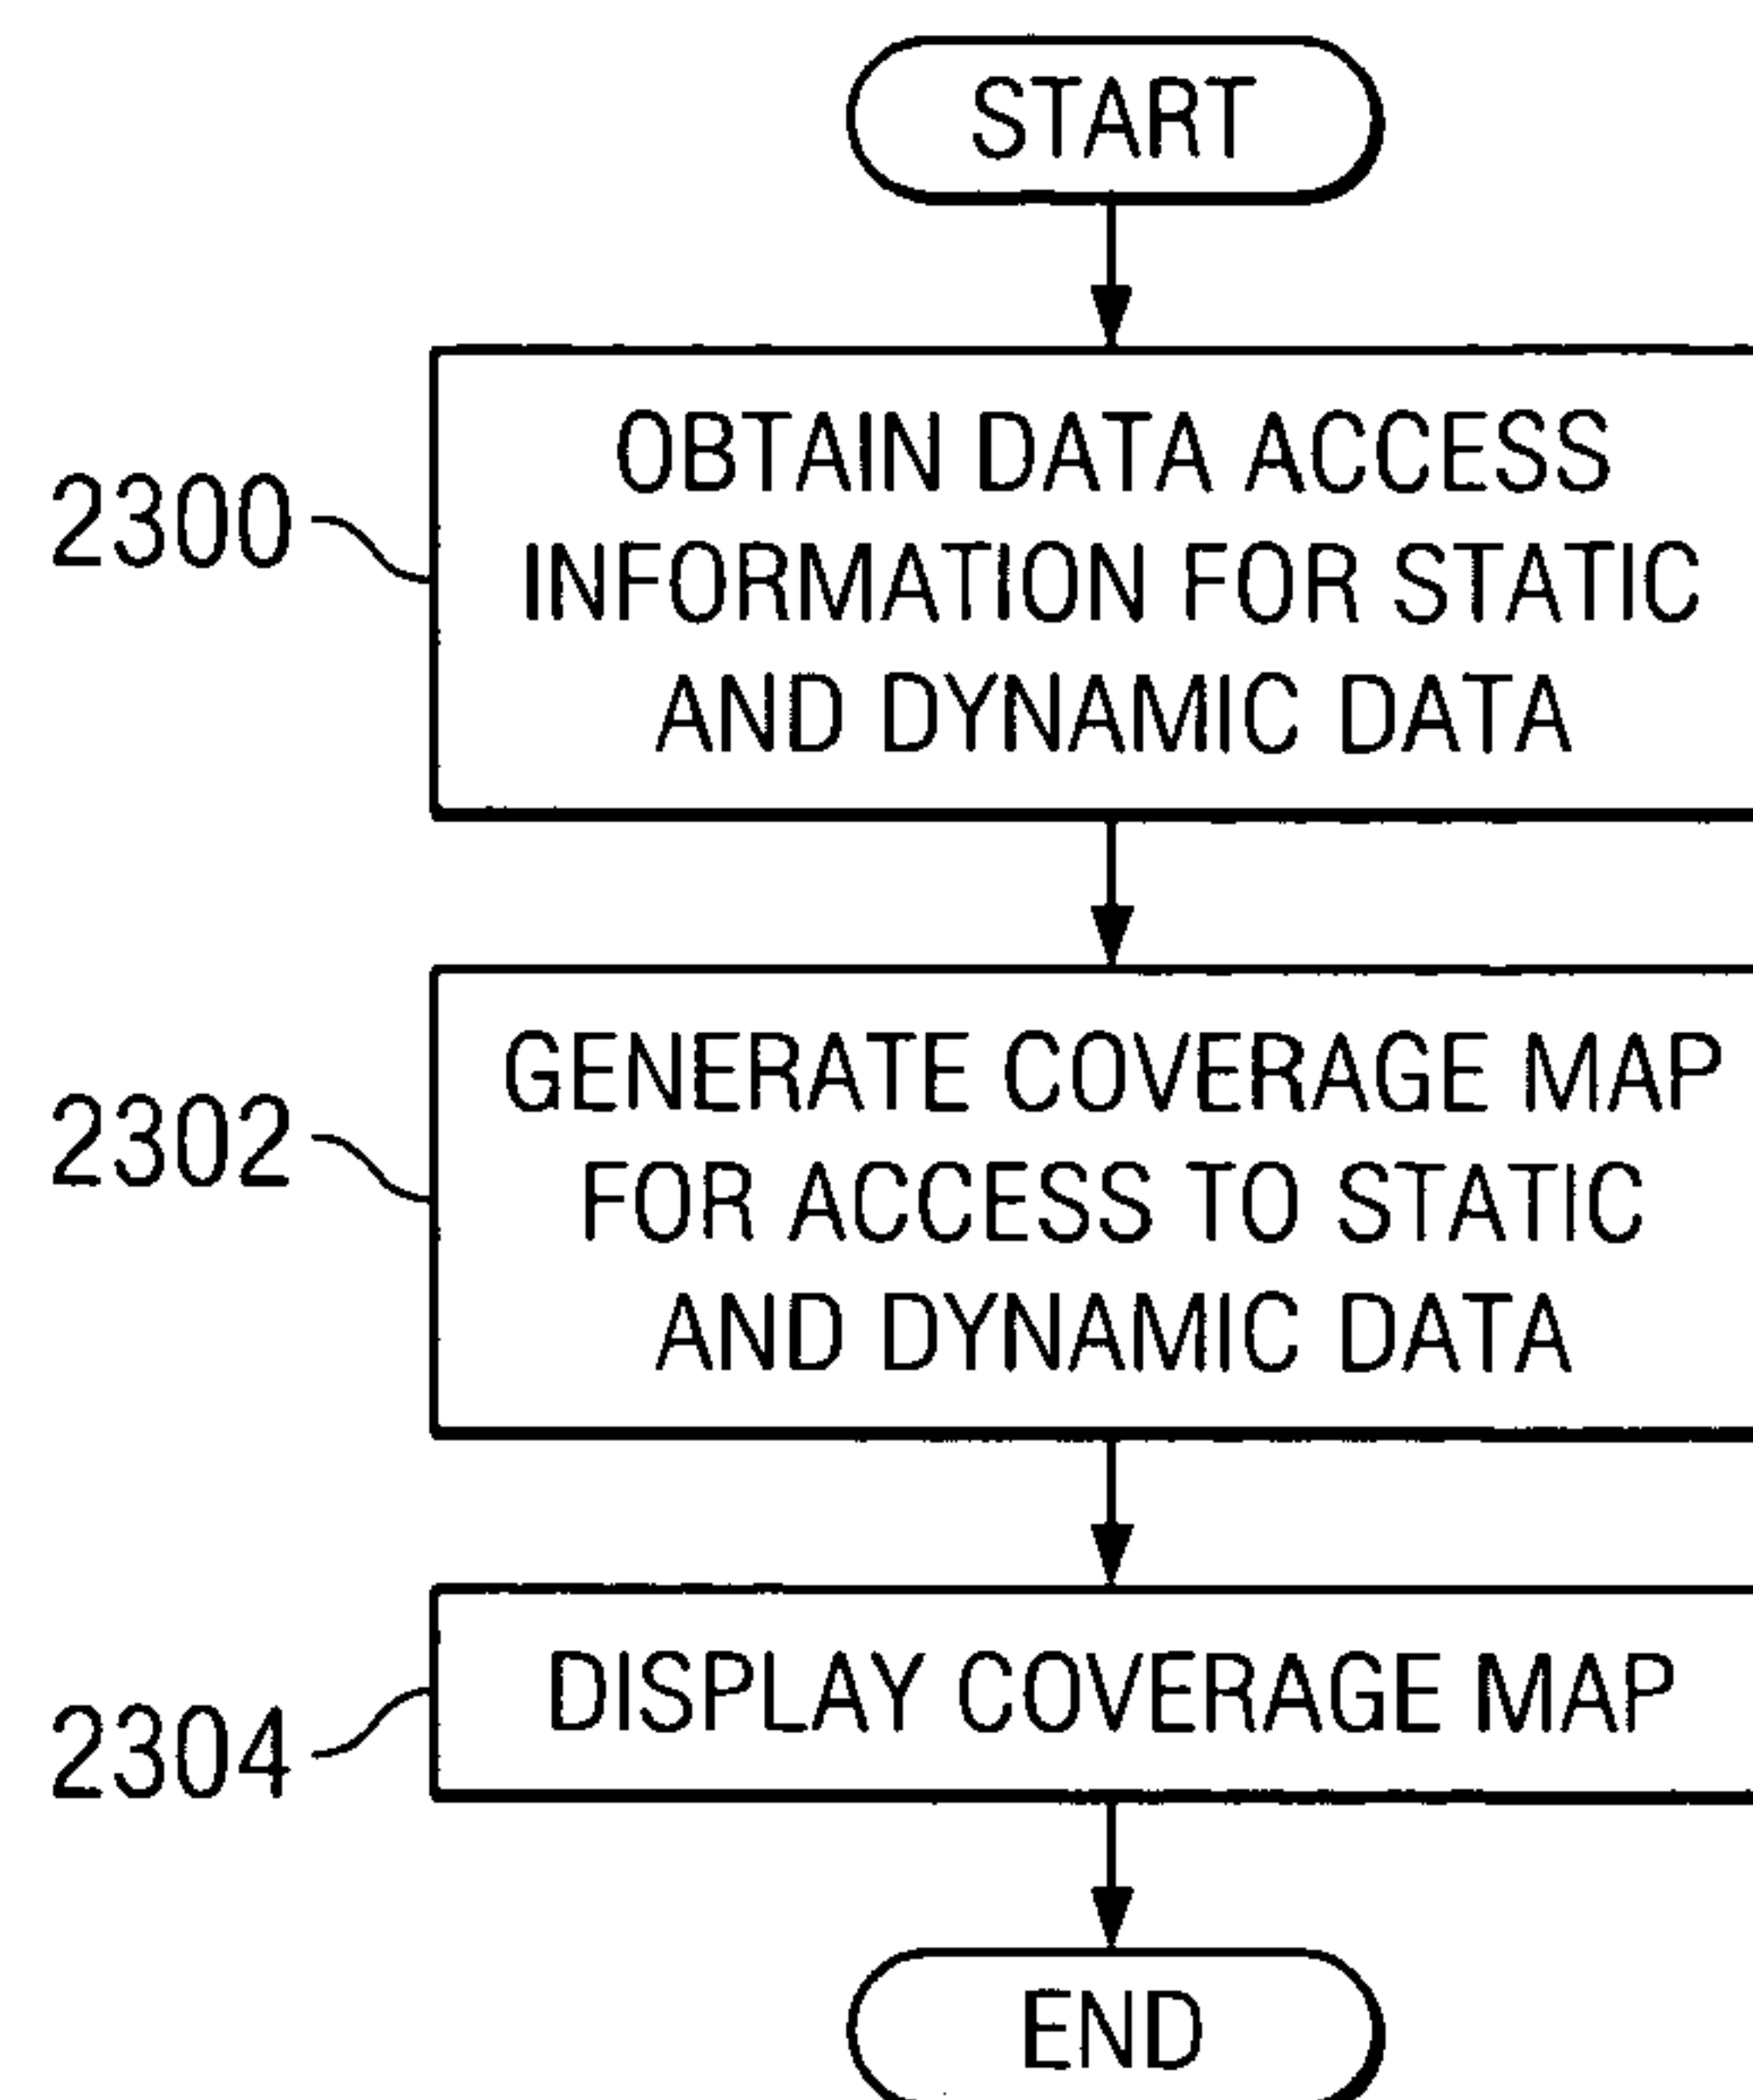 START
2300
OBTAIN DATA ACCESS
INFORMATION FOR STATIC
AND DYNAMIC DATA
2302
GENERATE COVERAGE MAP
FOR ACCESS TO STATIC
AND DYNAMIC DATA
2304
DISPLAY COVERAGE MAP
END